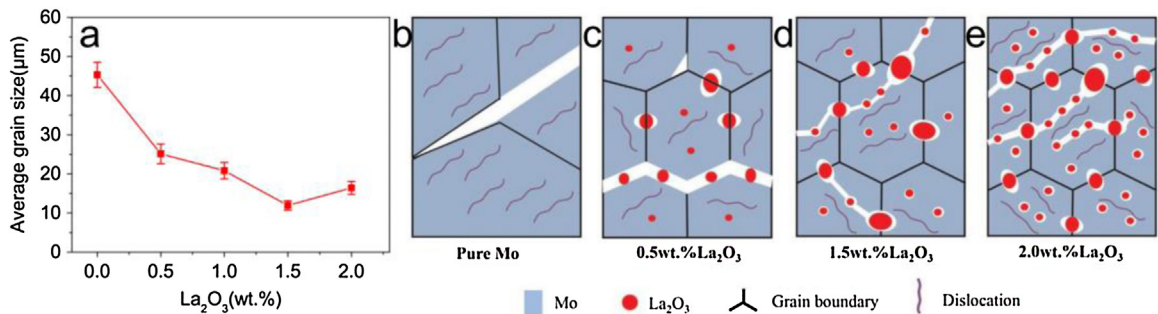 a
Average grain size(μm)
60
50
40
30
20
10
0
0.0 0.5 1.0 1.5 2.0
La₂O₃(wt.%)
b
Pure Mo
c
0.5wt.%La₂O₃
d
1.5wt.%La₂O₃
e
2.0wt.%La₂O₃
Mo
La₂O₃
Grain boundary
Dislocation